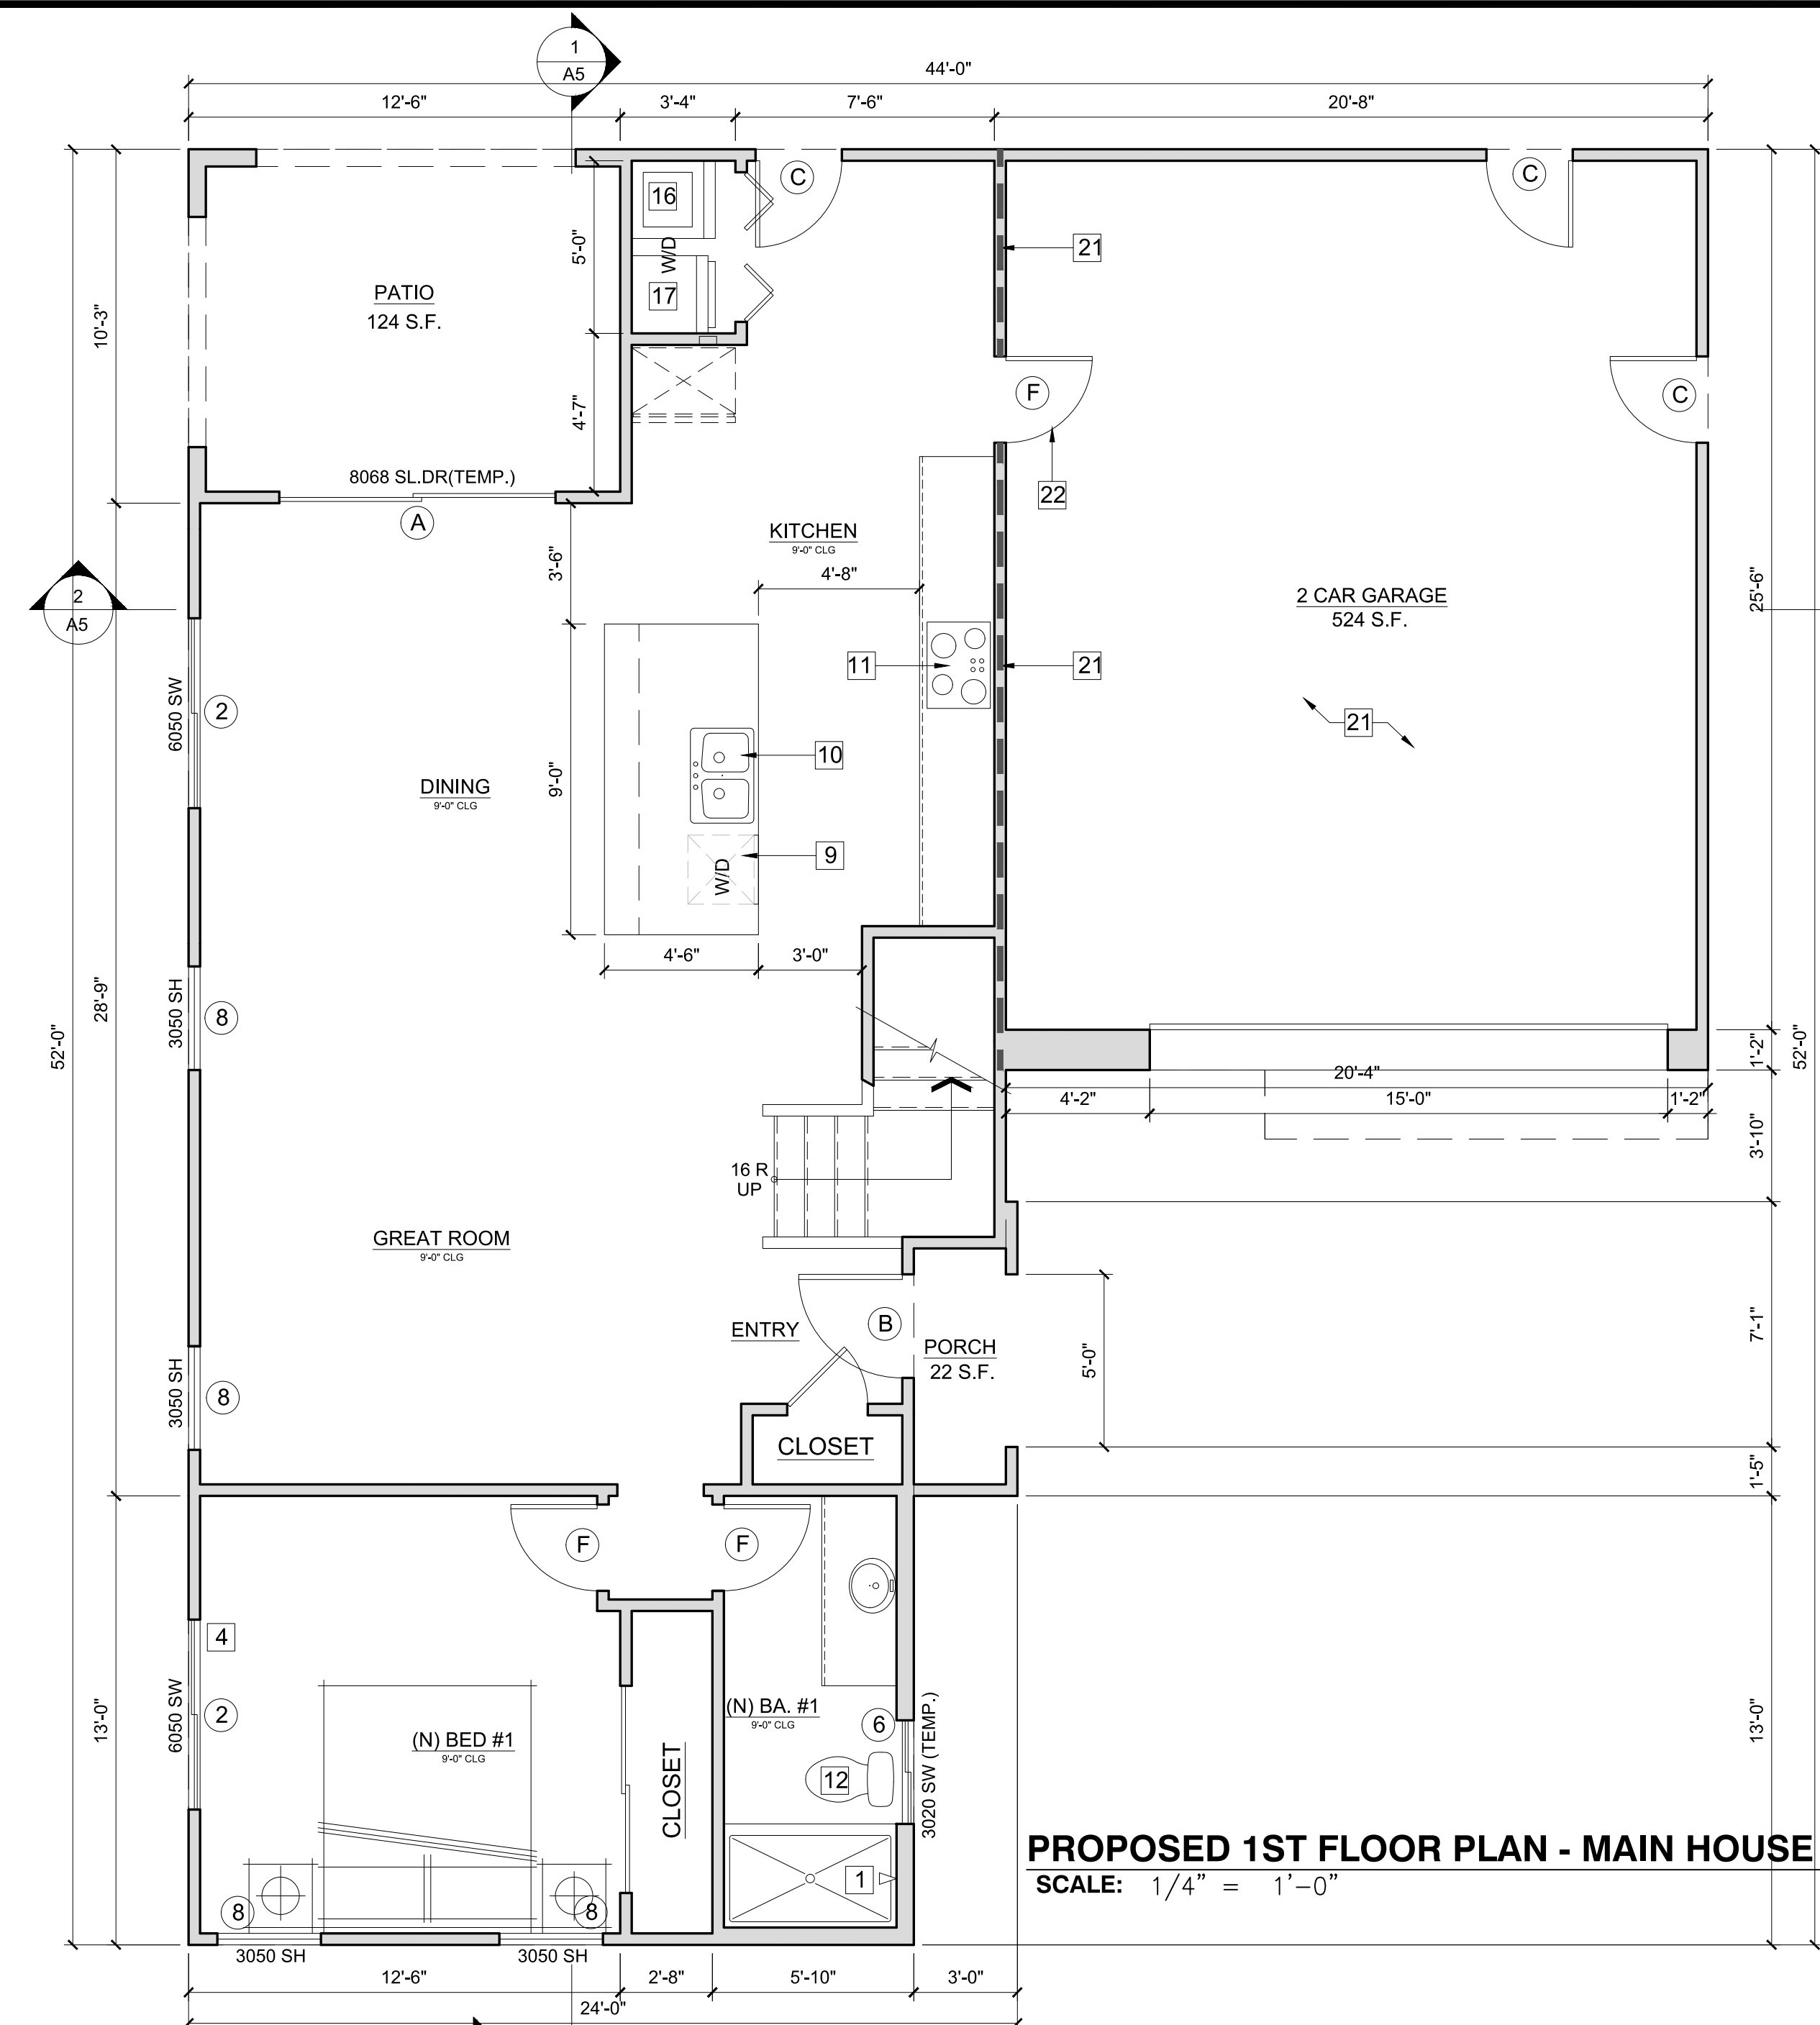 1
A5
44'-0"
12'-6"
3'-4"
7'-6"
20'-8"
C
C
16
W/D
17
5'-0"
21
PATIO
124 S.F.
10'-3"
F
C
4'-7"
8068 SL.DR(TEMP.)
A
22
KITCHEN
9'-0" CLG
3'-6"
4'-8"
2
A5
2 CAR GARAGE
524 S.F.
25'-6"
11
21
6050 SW
2
21
10
DINING
9'-0" CLG
9'-0"
9
W/D
4'-6"
3'-0"
28'-9"
3050 SH
8
52'-0"
52'-0"
1'-2"
20'-4"
4'-2"
15'-0"
1'-2"
3'-10"
16 R
UP
GREAT ROOM
9'-0" CLG
ENTRY
B
PORCH
22 S.F.
5'-0"
7'-1"
3050 SH
8
CLOSET
1'-5"
F
F
4
6050 SW
2
13'-0"
(N) BED #1
9'-0" CLG
CLOSET
(N) BA. #1
9'-0" CLG
6
3020 SW (TEMP.)
12
13'-0"
1
8
8
3050 SH
3050 SH
PROPOSED 1ST FLOOR PLAN - MAIN HOUSE
SCALE: 1/4" = 1'-0"
12'-6"
2'-8"
5'-10"
3'-0"
24'-0"